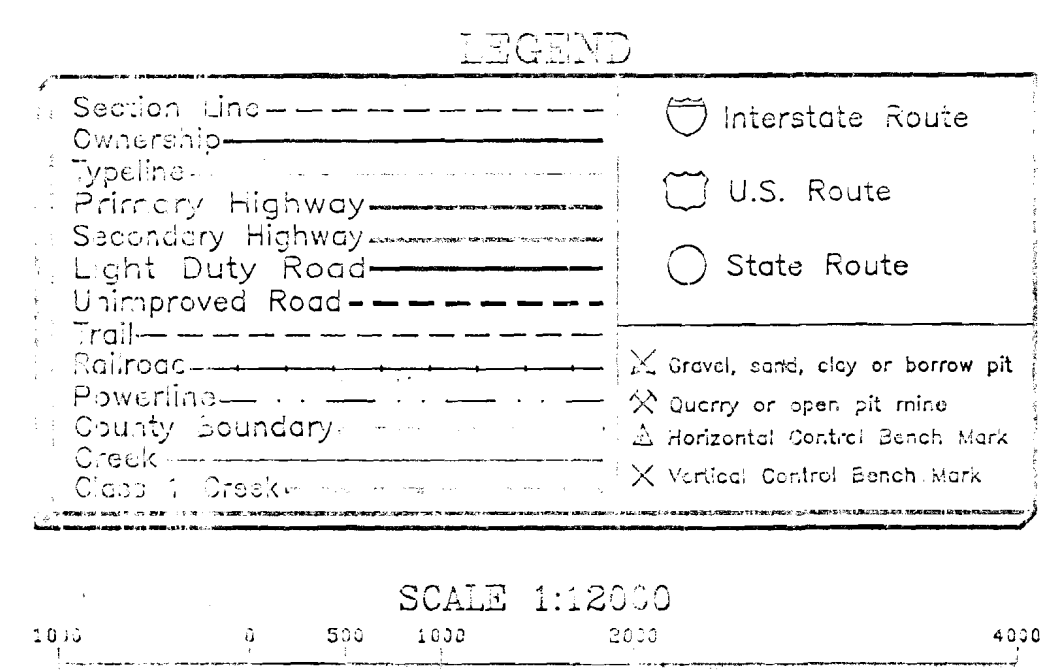 LEGEND
Section Line
Ownership
Typeline
Primary Highway
Secondary Highway
Light Duty Road
Unimproved Road
Trail
Railroad
Powerline
County Boundary
Creek
Class 1 Creek
Interstate Route
U.S. Route
State Route
Gravel, sand, clay or borrow pit
Quarry or open pit mine
Horizontal Control Bench Mark
Vertical Control Bench Mark
SCALE 1:12000
1000 0 500 1000 2000 4000